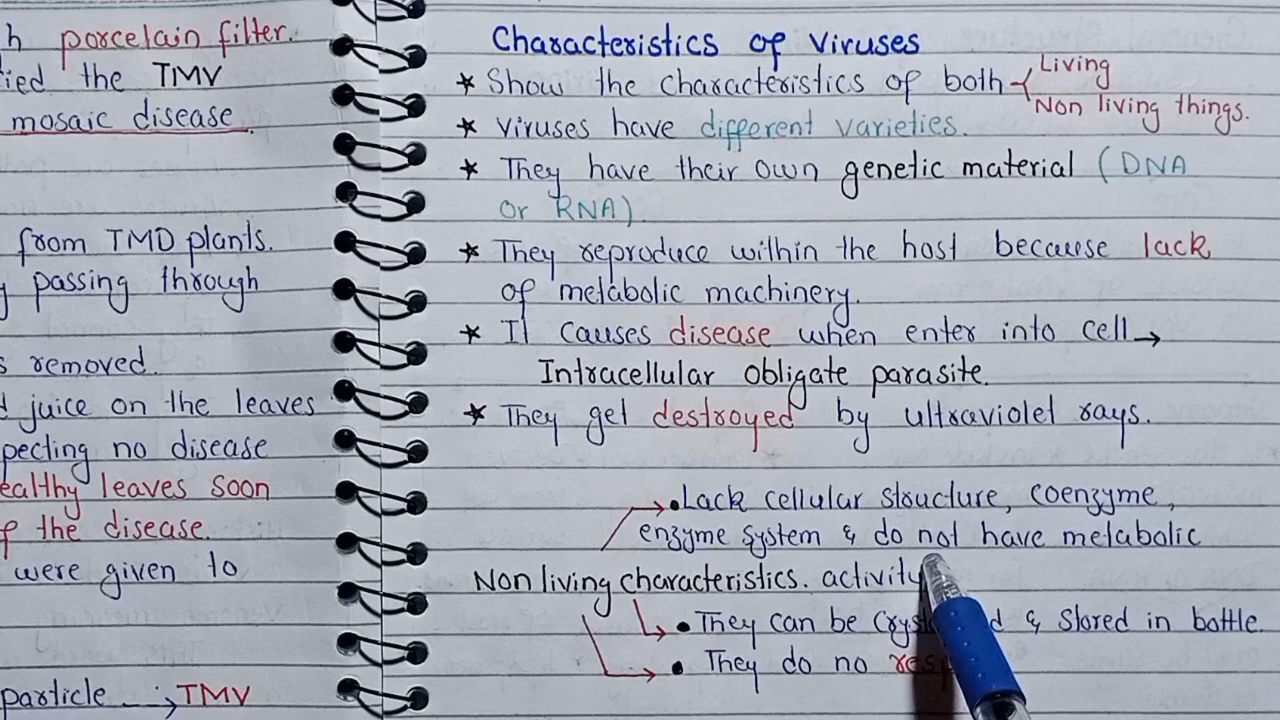 h porcelain filter.
ied the TMV
mosaic disease.
from TMD plants.
passing through
s removed.
juice on the leaves
pecting no disease
ealthy leaves soon
the disease.
were given to
particle → TMV
Characteristics of Viruses
* Show the characteristics of both
Living
Non living things.
* Viruses have different varieties.
* They have their own genetic material (DNA
or RNA)
* They reproduce within the host because lack
of metabolic machinery.
* It causes disease when enter into cell →
Intracellular Obligate parasite.
* They get destroyed by ultraviolet rays.
• Lack cellular structure, coenzyme,
enzyme system & do not have metabolic
Non living characteristics. activity
• They can be & stored in bottle.
• They do no